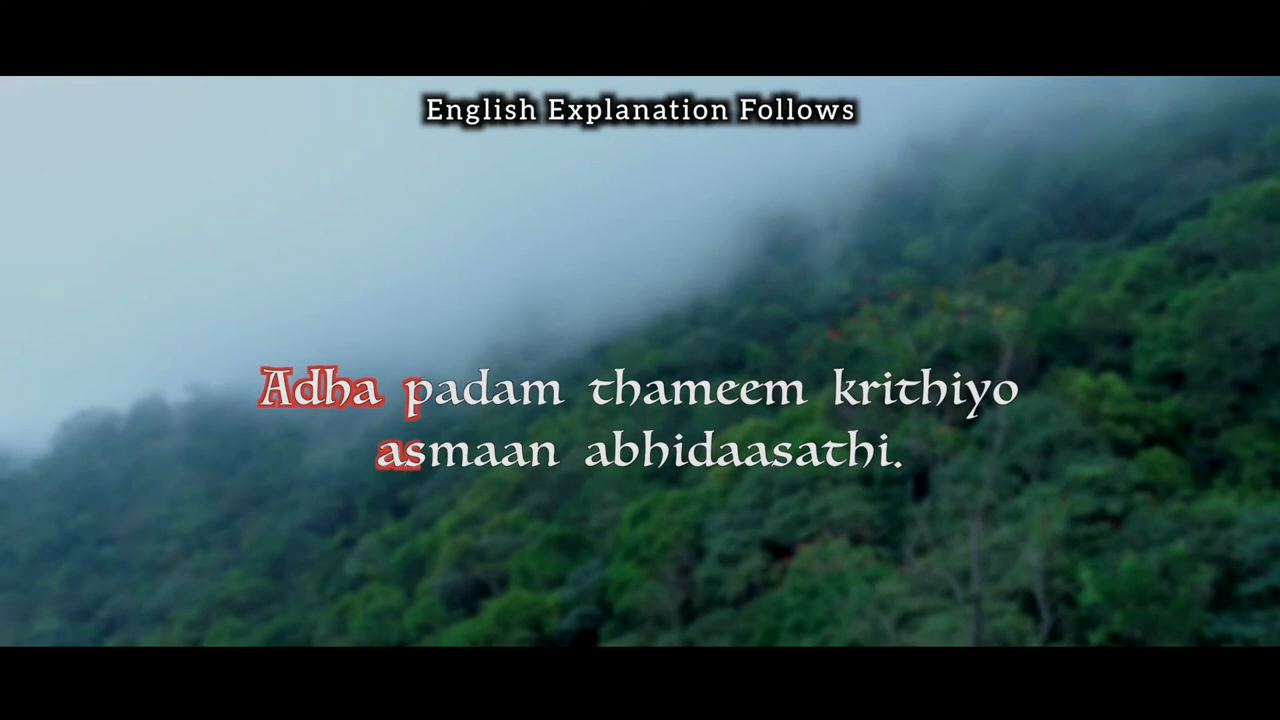 English Explanation Follows
Adha padam thameem krithiyo
asmaan abhidaasathi.